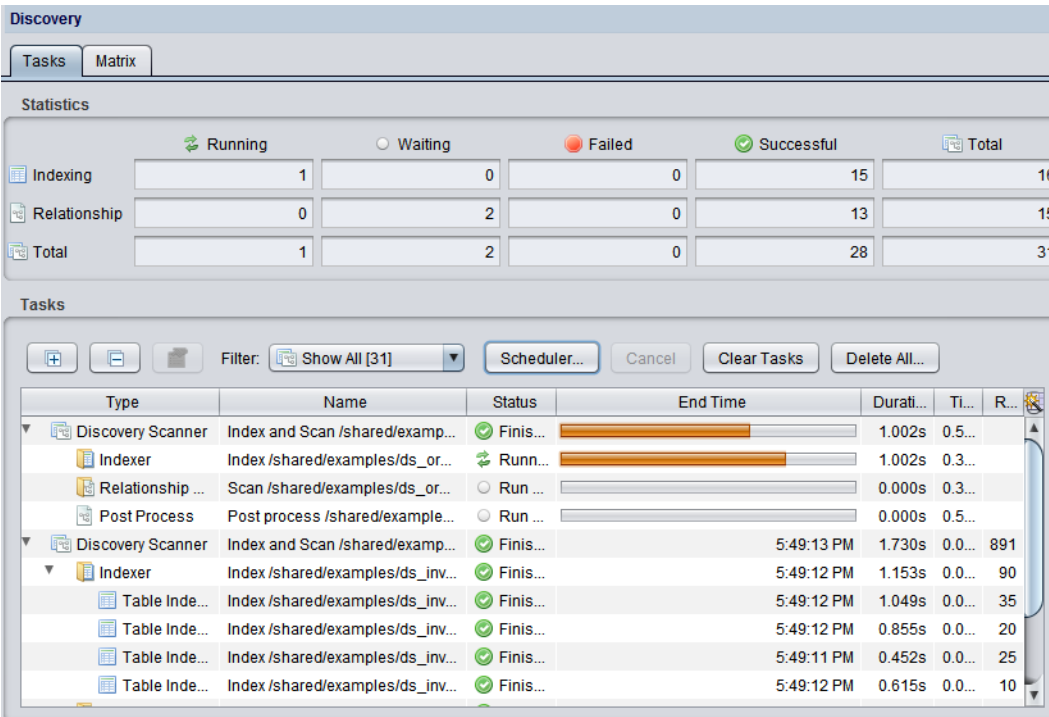 Discovery
Tasks Matrix
Statistics
Running Waiting Failed Successful Total
Indexing 1 0 0 15
Relationship 0 2 0 13
Total 1 2 0 28
Tasks
Filter: Show All [31] Scheduler... Cancel Clear Tasks Delete All...
Type Name Status End Time Durati... Ti... R...
Discovery Scanner Index and Scan /shared/examp... Finis... 1.002s 0.5...
Indexer Index /shared/examples/ds_or... Runn... 1.002s 0.3...
Relationship ... Scan /shared/examples/ds_or... Run ... 0.000s 0.3...
Post Process Post process /shared/example... Run ... 0.000s 0.5...
Discovery Scanner Index and Scan /shared/examp... Finis... 5:49:13 PM 1.730s 0.0... 891
Indexer Index /shared/examples/ds_inv... Finis... 5:49:12 PM 1.153s 0.0... 90
Table Inde... Index /shared/examples/ds_inv... Finis... 5:49:12 PM 1.049s 0.0... 35
Table Inde... Index /shared/examples/ds_inv... Finis... 5:49:12 PM 0.855s 0.0... 20
Table Inde... Index /shared/examples/ds_inv... Finis... 5:49:11 PM 0.452s 0.0... 25
Table Inde... Index /shared/examples/ds_inv... Finis... 5:49:12 PM 0.615s 0.0... 10